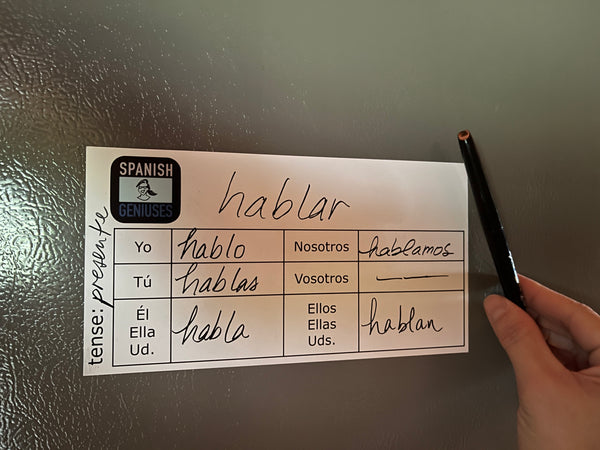 SPANISH
GENIUSES
hablar
tense: presente
Yo hablo Nosotros hablamos
Tú hablas Vosotros —
Él
Ella
Ud.
habla
Ellos
Ellas
Uds.
hablan